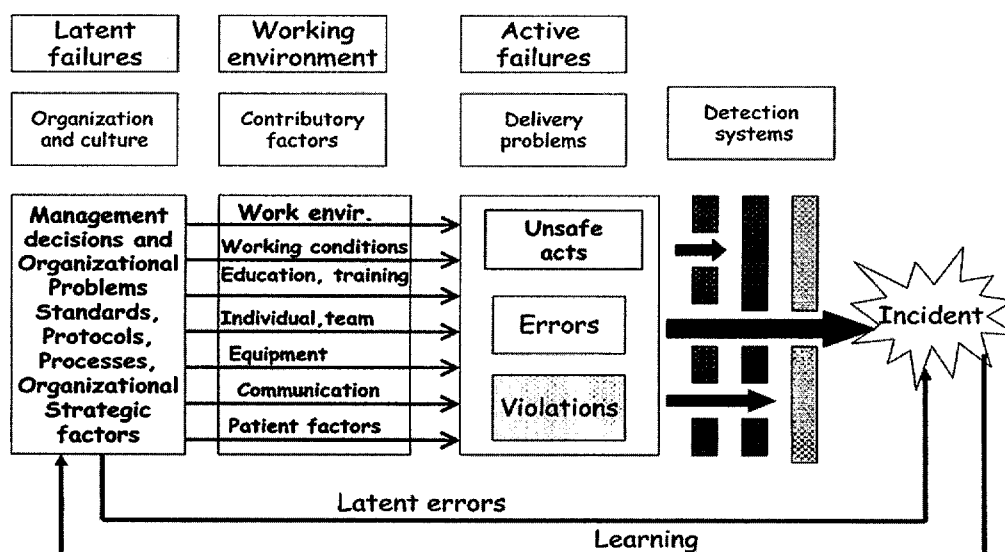 Latent
failures
Working
environment
Active
failures
Organization
and culture
Contributory
factors
Delivery
problems
Detection
systems
Management
decisions and
Organizational
Problems
Standards,
Protocols,
Processes,
Organizational
Strategic
factors
Work envir.
Working conditions
Education, training
Individual,team
Equipment
Communication
Patient factors
Unsafe
acts
Errors
Violations
Incident
Latent errors
Learning